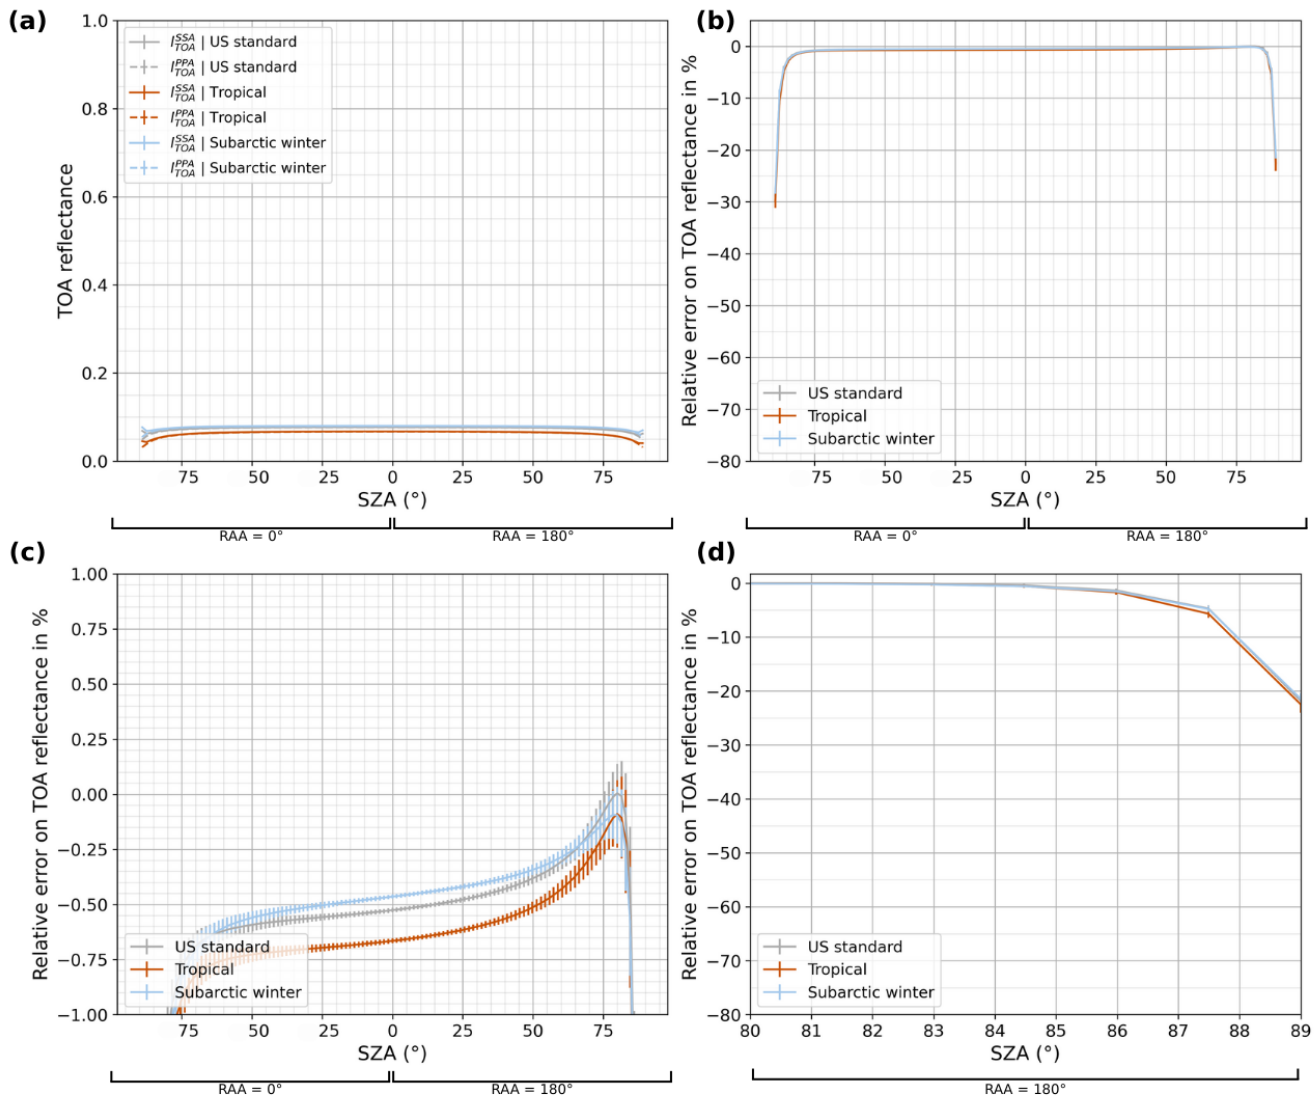 (a)
1.0
0.8
0.6
0.4
0.2
0.0
TOA reflectance
I^{SSA}_{TOA} | US standard
I^{PPA}_{TOA} | US standard
I^{SSA}_{TOA} | Tropical
I^{PPA}_{TOA} | Tropical
I^{SSA}_{TOA} | Subarctic winter
I^{PPA}_{TOA} | Subarctic winter
75 50 25 0 25 50 75
SZA (°)
RAA = 0° RAA = 180°
(b)
0
−10
−20
−30
−40
−50
−60
−70
−80
Relative error on TOA reflectance in %
US standard
Tropical
Subarctic winter
75 50 25 0 25 50 75
SZA (°)
RAA = 0° RAA = 180°
(c)
1.00
0.75
0.50
0.25
0.00
−0.25
−0.50
−0.75
−1.00
Relative error on TOA reflectance in %
US standard
Tropical
Subarctic winter
75 50 25 0 25 50 75
SZA (°)
RAA = 0° RAA = 180°
(d)
0
−10
−20
−30
−40
−50
−60
−70
−80
Relative error on TOA reflectance in %
US standard
Tropical
Subarctic winter
80 81 82 83 84 85 86 87 88 89
SZA (°)
RAA = 180°